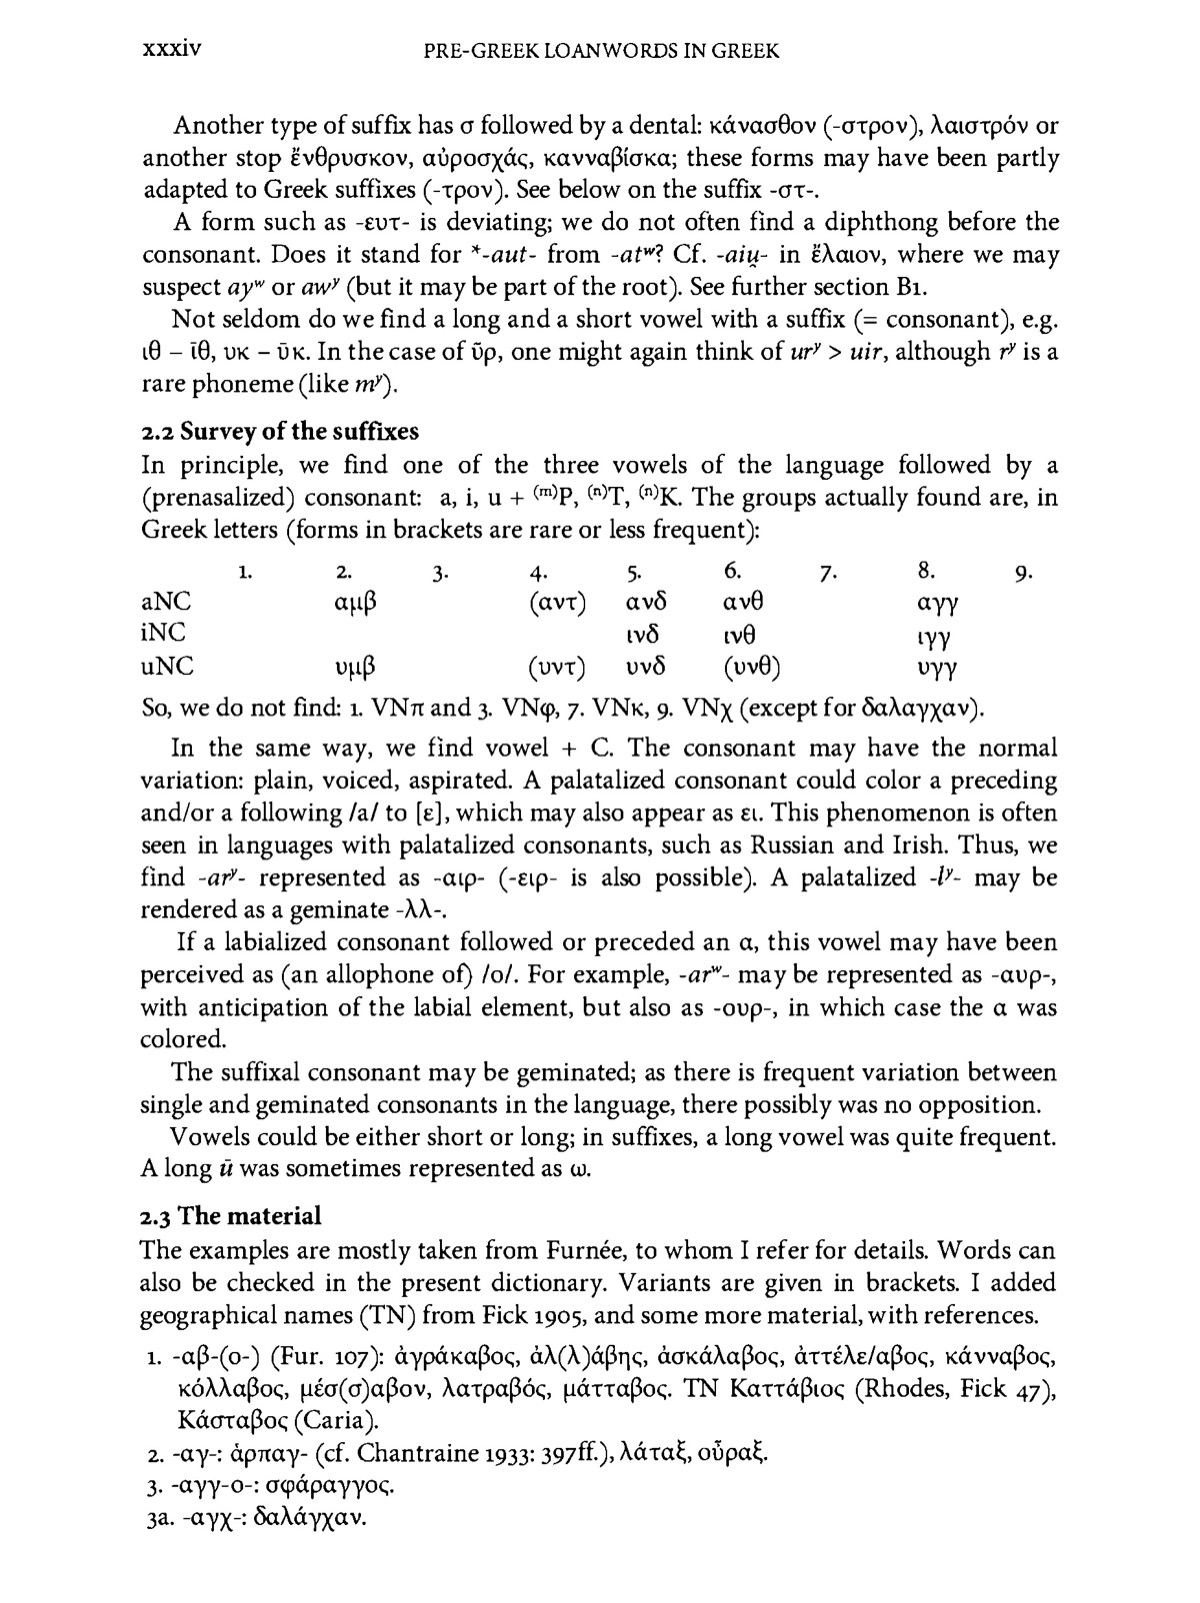 xxxiv PRE-GREEK LOANWORDS IN GREEK
Another type of suffix has σ followed by a dental: κάνασθον (-στρον), λαιστρόν or
another stop ἔνθρυσκον, αὐροσχάς, κανναβίσκα; these forms may have been partly
adapted to Greek suffixes (-τρον). See below on the suffix -στ-.
A form such as -ευτ- is deviating; we do not often find a diphthong before the
consonant. Does it stand for *-aut- from -atʷ? Cf. -aiu̯- in ἔλαιον, where we may
suspect ayʷ or awʸ (but it may be part of the root). See further section B1.
Not seldom do we find a long and a short vowel with a suffix (= consonant), e.g.
ιθ – ῑθ, υκ – ῡκ. In the case of ῡρ, one might again think of urʸ > uir, although rʸ is a
rare phoneme (like mʸ).
2.2 Survey of the suffixes
In principle, we find one of the three vowels of the language followed by a
(prenasalized) consonant: a, i, u + ⁽ᵐ⁾P, ⁽ⁿ⁾T, ⁽ⁿ⁾K. The groups actually found are, in
Greek letters (forms in brackets are rare or less frequent):
1. 2. 3. 4. 5. 6. 7. 8. 9.
aNC αμβ (αντ) ανδ ανθ αγγ
iNC ινδ ινθ ιγγ
uNC υμβ (υντ) υνδ (υνθ) υγγ
So, we do not find: 1. VNπ and 3. VNφ, 7. VNκ, 9. VNχ (except for δαλαγχαν).
In the same way, we find vowel + C. The consonant may have the normal
variation: plain, voiced, aspirated. A palatalized consonant could color a preceding
and/or a following /a/ to [ε], which may also appear as ει. This phenomenon is often
seen in languages with palatalized consonants, such as Russian and Irish. Thus, we
find -arʸ- represented as -αιρ- (-ειρ- is also possible). A palatalized -lʸ- may be
rendered as a geminate -λλ-.
If a labialized consonant followed or preceded an α, this vowel may have been
perceived as (an allophone of) /o/. For example, -arʷ- may be represented as -αυρ-,
with anticipation of the labial element, but also as -ουρ-, in which case the α was
colored.
The suffixal consonant may be geminated; as there is frequent variation between
single and geminated consonants in the language, there possibly was no opposition.
Vowels could be either short or long; in suffixes, a long vowel was quite frequent.
A long ū was sometimes represented as ω.
2.3 The material
The examples are mostly taken from Furnée, to whom I refer for details. Words can
also be checked in the present dictionary. Variants are given in brackets. I added
geographical names (TN) from Fick 1905, and some more material, with references.
1. -αβ-(ο-) (Fur. 107): ἀγράκαβος, ἀλ(λ)άβης, ἀσκάλαβος, ἀττέλε/αβος, κάνναβος,
κόλλαβος, μέσ(σ)αβον, λατραβός, μάτταβος. TN Καττάβιος (Rhodes, Fick 47),
Κάσταβος (Caria).
2. -αγ-: ἁρπαγ- (cf. Chantraine 1933: 397ff.), λάταξ, οὖραξ.
3. -αγγ-ο-: σφάραγγος.
3a. -αγχ-: δαλάγχαν.